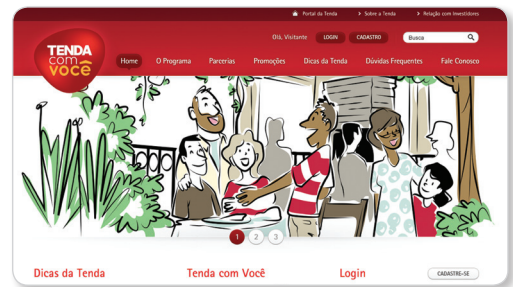 Portal da Tenda > Sobre a Tenda > Relação com Investidores
Olá, Visitante LOGIN CADASTRO Busca
TENDA
com
você
Home O Programa Parcerias Promoções Dicas da Tenda Dúvidas Frequentes Fale Conosco
1 2 3
Dicas da Tenda Tenda com Você Login CADASTRE-SE